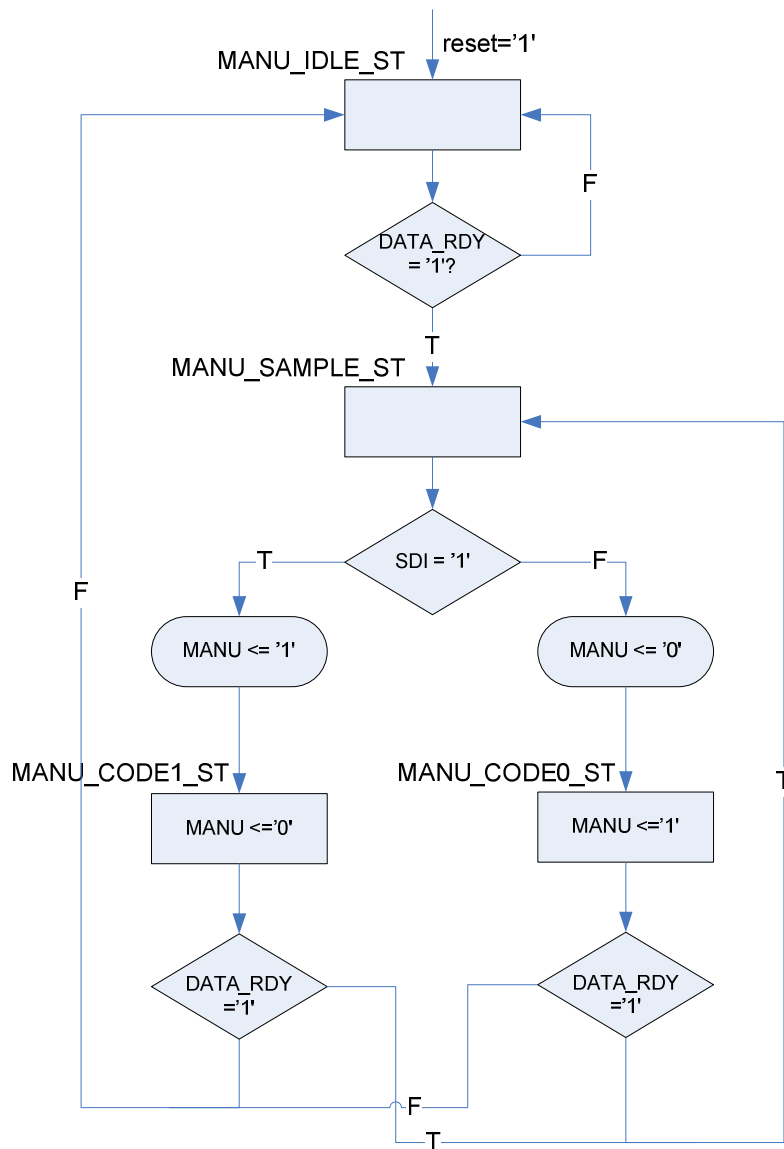 reset='1'
MANU_IDLE_ST
F
DATA_RDY
= '1'?
T
MANU_SAMPLE_ST
SDI = '1'
T
F
F
MANU <= '1'
MANU <= '0'
MANU_CODE1_ST
MANU_CODE0_ST
T
MANU <='0'
MANU <='1'
DATA_RDY
='1'
DATA_RDY
='1'
F
T